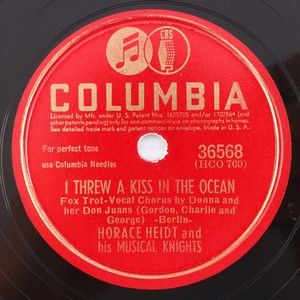 CBS
COLUMBIA
Licensed by Mfr. under U. S. Patent Nos. 1625705 and/or 1702564 (and
other patents pending) only for non-commercial use on phonographs in homes.
See detailed trade mark and patent notices on envelope. Made in U. S. A.
For perfect tone
use Columbia Needles
36568
(HCO 769)
I THREW A KISS IN THE OCEAN
Fox Trot-Vocal Chorus by Donna and
her Don Juans (Gordon, Charlie and
George) -Berlin-
HORACE HEIDT and
his MUSICAL KNIGHTS